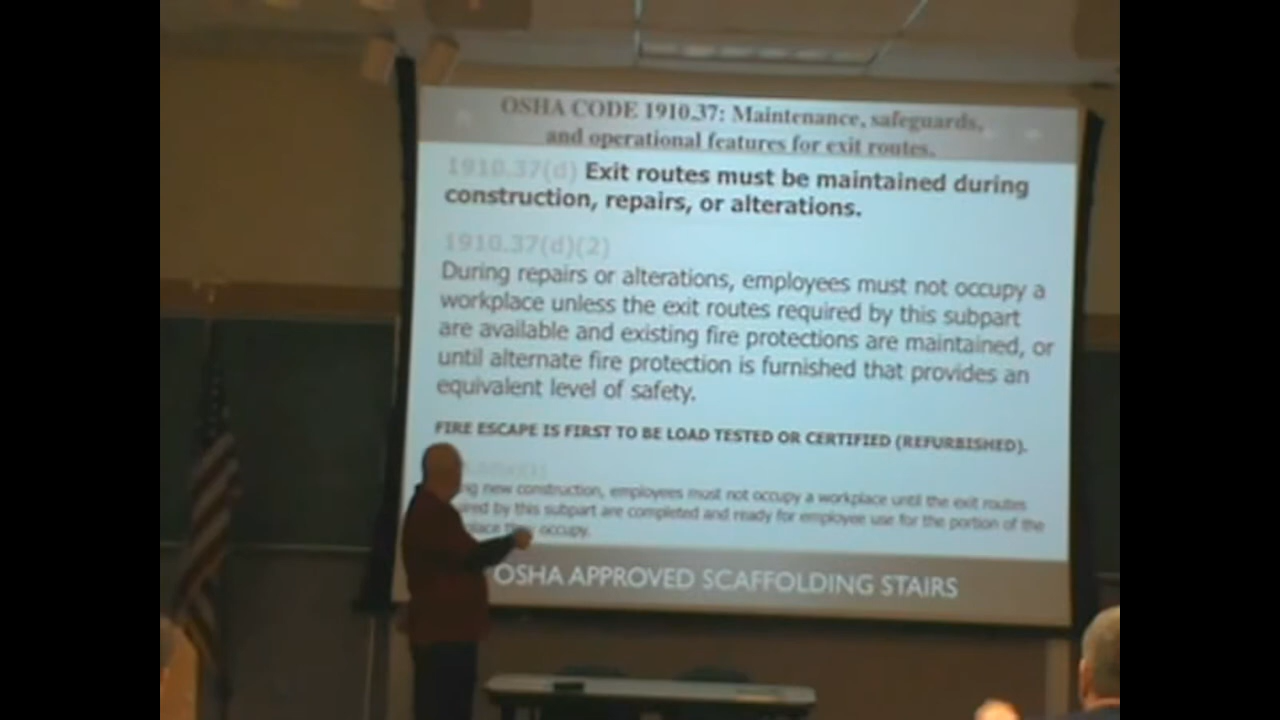 OSHA CODE 1910.37: Maintenance, safeguards,
and operational features for exit routes.
1910.37(d) Exit routes must be maintained during
construction, repairs, or alterations.
1910.37(d)(2)
During repairs or alterations, employees must not occupy a
workplace unless the exit routes required by this subpart
are available and existing fire protections are maintained, or
until alternate fire protection is furnished that provides an
equivalent level of safety.
FIRE ESCAPE IS FIRST TO BE LOAD TESTED OR CERTIFIED (REFURBISHED).
new construction, employees must not occupy a workplace until the exit routes
by this subpart are completed and ready for employee use for the portion of the
occupy.
OSHA APPROVED SCAFFOLDING STAIRS